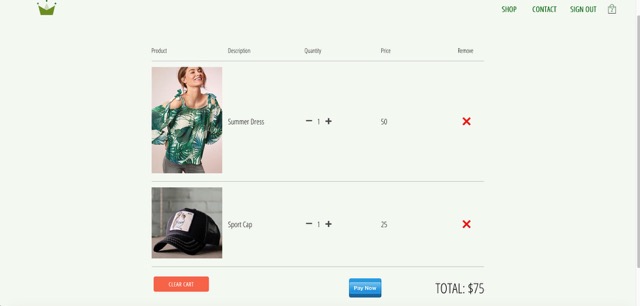 SHOP CONTACT SIGN OUT
Product Description Quantity Price Remove
Summer Dress − 1 + 50
Sport Cap − 1 + 25
CLEAR CART Pay Now TOTAL: $75